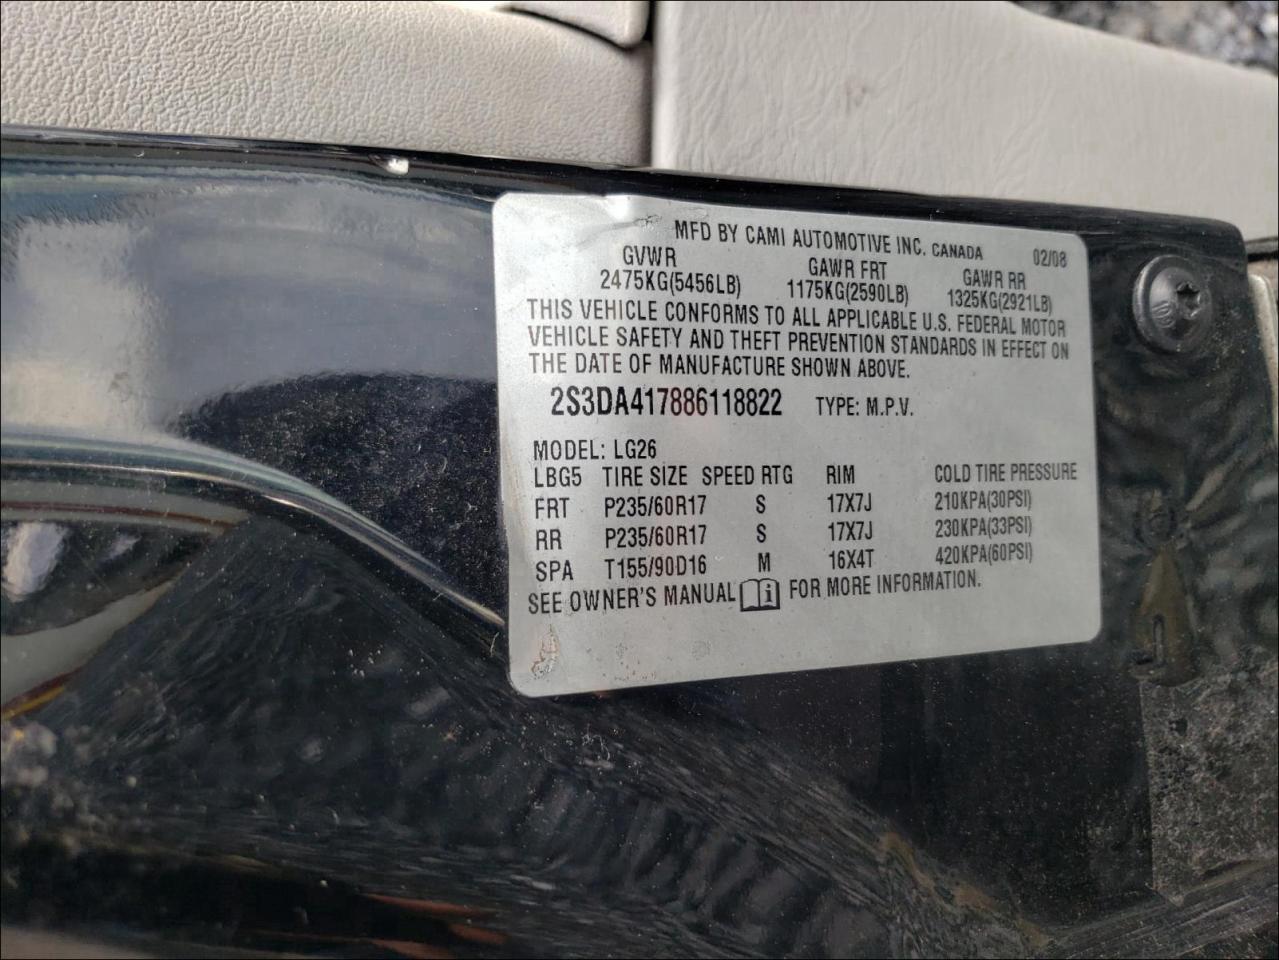 MFD BY CAMI AUTOMOTIVE INC. CANADA 02/08
GVWR GAWR FRT GAWR RR
2475KG(5456LB) 1175KG(2590LB) 1325KG(2921LB)
THIS VEHICLE CONFORMS TO ALL APPLICABLE U.S. FEDERAL MOTOR
VEHICLE SAFETY AND THEFT PREVENTION STANDARDS IN EFFECT ON
THE DATE OF MANUFACTURE SHOWN ABOVE.
2S3DA417886118822 TYPE: M.P.V.
MODEL: LG26
LBG5 TIRE SIZE SPEED RTG RIM COLD TIRE PRESSURE
FRT P235/60R17 S 17X7J 210KPA(30PSI)
RR P235/60R17 S 17X7J 230KPA(33PSI)
SPA T155/90D16 M 16X4T 420KPA(60PSI)
SEE OWNER'S MANUAL i FOR MORE INFORMATION.